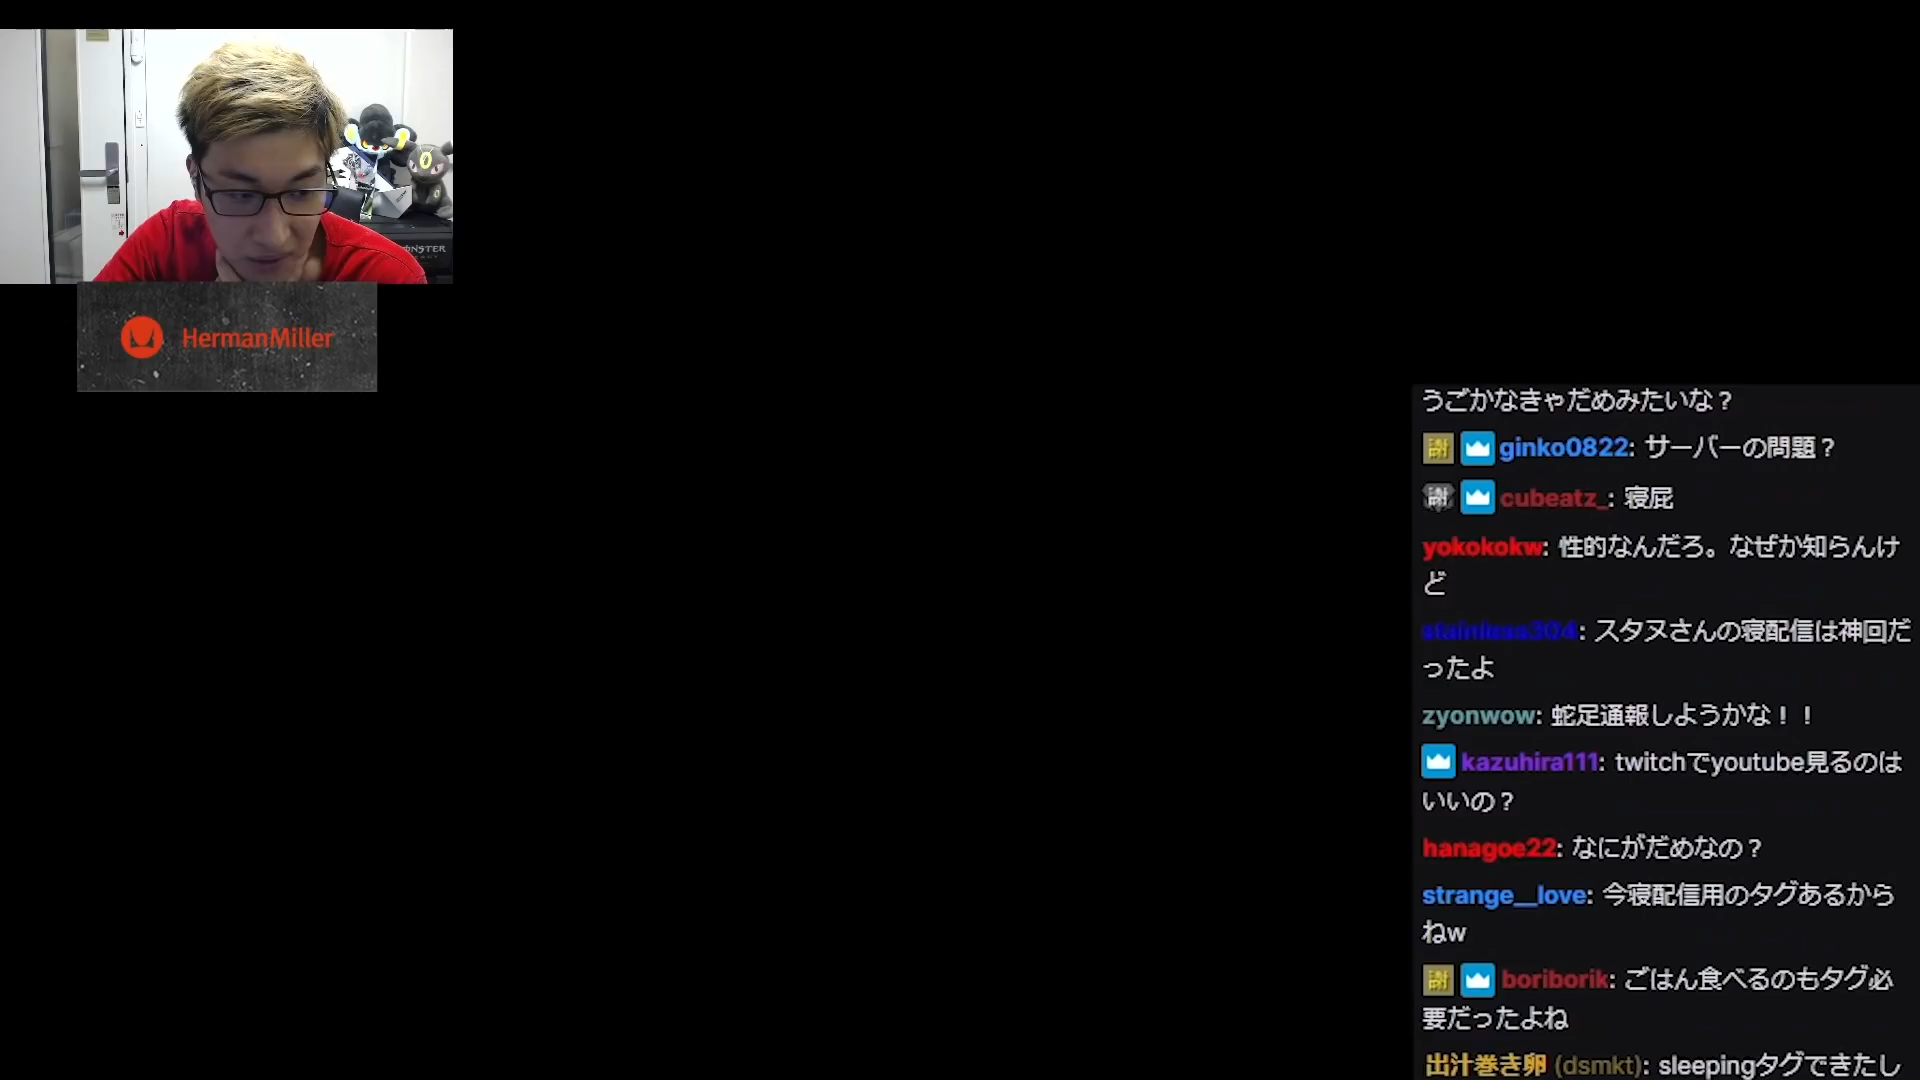 MONSTER
HermanMiller
うごかなきゃだめみたいな？
謝 ginko0822: サーバーの問題？
謝 cubeatz_: 寝屁
yokokokw: 性的なんだろ。なぜか知らんけ
ど
stainless304: スタヌさんの寝配信は神回だ
ったよ
zyonwow: 蛇足通報しようかな！！
kazuhira111: twitchでyoutube見るのは
いいの？
hanagoe22: なにがだめなの？
strange__love: 今寝配信用のタグあるから
ねw
謝 boriborik: ごはん食べるのもタグ必
要だったよね
出汁巻き卵 (dsmkt): sleepingタグできたし